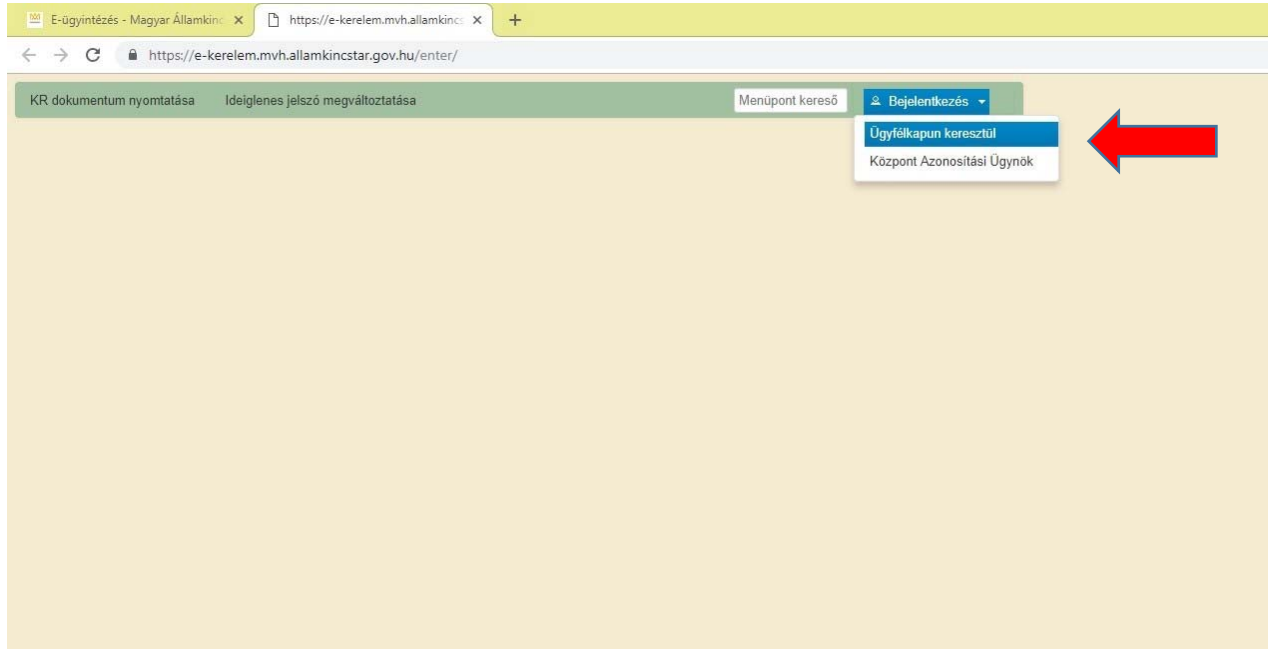 E-ügyintézés - Magyar Államkinc
https://e-kerelem.mvh.allamkincs
https://e-kerelem.mvh.allamkincstar.gov.hu/enter/
KR dokumentum nyomtatása Ideiglenes jelszó megváltoztatása Menüpont kereső Bejelentkezés
Ügyfélkapun keresztül
Központ Azonosítási Ügynök